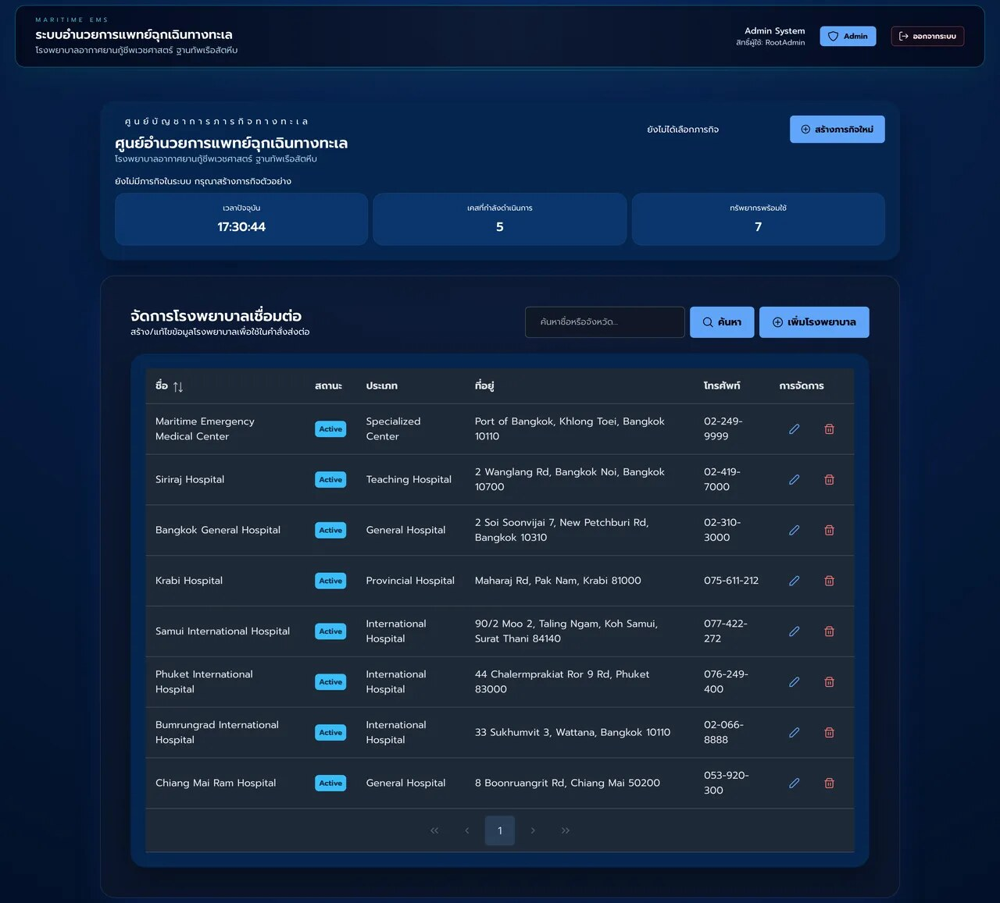 MARITIME EMS
ระบบอำนวยการแพทย์ฉุกเฉินทางทะเล
โรงพยาบาลอากาศยานกู้ชีพเวชศาสตร์ ฐานทัพเรือสัตหีบ
Admin System
สิทธิ์ผู้ใช้: RootAdmin
Admin
ออกจากระบบ
ศูนย์บัญชาการภารกิจทางทะเล
ศูนย์อำนวยการแพทย์ฉุกเฉินทางทะเล
โรงพยาบาลอากาศยานกู้ชีพเวชศาสตร์ ฐานทัพเรือสัตหีบ
ยังไม่ได้เลือกภารกิจ
สร้างภารกิจใหม่
ยังไม่มีภารกิจในระบบ กรุณาสร้างภารกิจตัวอย่าง
เวลาปัจจุบัน
17:30:44
เคสที่กำลังดำเนินการ
5
ทรัพยากรพร้อมใช้
7
จัดการโรงพยาบาลเชื่อมต่อ
สร้าง/แก้ไขข้อมูลโรงพยาบาลเพื่อใช้ในคำสั่งส่งต่อ
ค้นหาชื่อหรือจังหวัด...
ค้นหา
เพิ่มโรงพยาบาล
ชื่อ สถานะ ประเภท ที่อยู่ โทรศัพท์ การจัดการ
Maritime Emergency
Medical Center
Active
Specialized
Center
Port of Bangkok, Khlong Toei, Bangkok
10110
02-249-
9999
Siriraj Hospital
Active
Teaching Hospital
2 Wanglang Rd, Bangkok Noi, Bangkok
10700
02-419-
7000
Bangkok General Hospital
Active
General Hospital
2 Soi Soonvijai 7, New Petchburi Rd,
Bangkok 10310
02-310-
3000
Krabi Hospital
Active
Provincial Hospital
Maharaj Rd, Pak Nam, Krabi 81000
075-611-212
Samui International Hospital
Active
International
Hospital
90/2 Moo 2, Taling Ngam, Koh Samui,
Surat Thani 84140
077-422-
272
Phuket International
Hospital
Active
International
Hospital
44 Chalermprakiat Ror 9 Rd, Phuket
83000
076-249-
400
Bumrungrad International
Hospital
Active
International
Hospital
33 Sukhumvit 3, Wattana, Bangkok 10110
02-066-
8888
Chiang Mai Ram Hospital
Active
General Hospital
8 Boonruangrit Rd, Chiang Mai 50200
053-920-
300
1